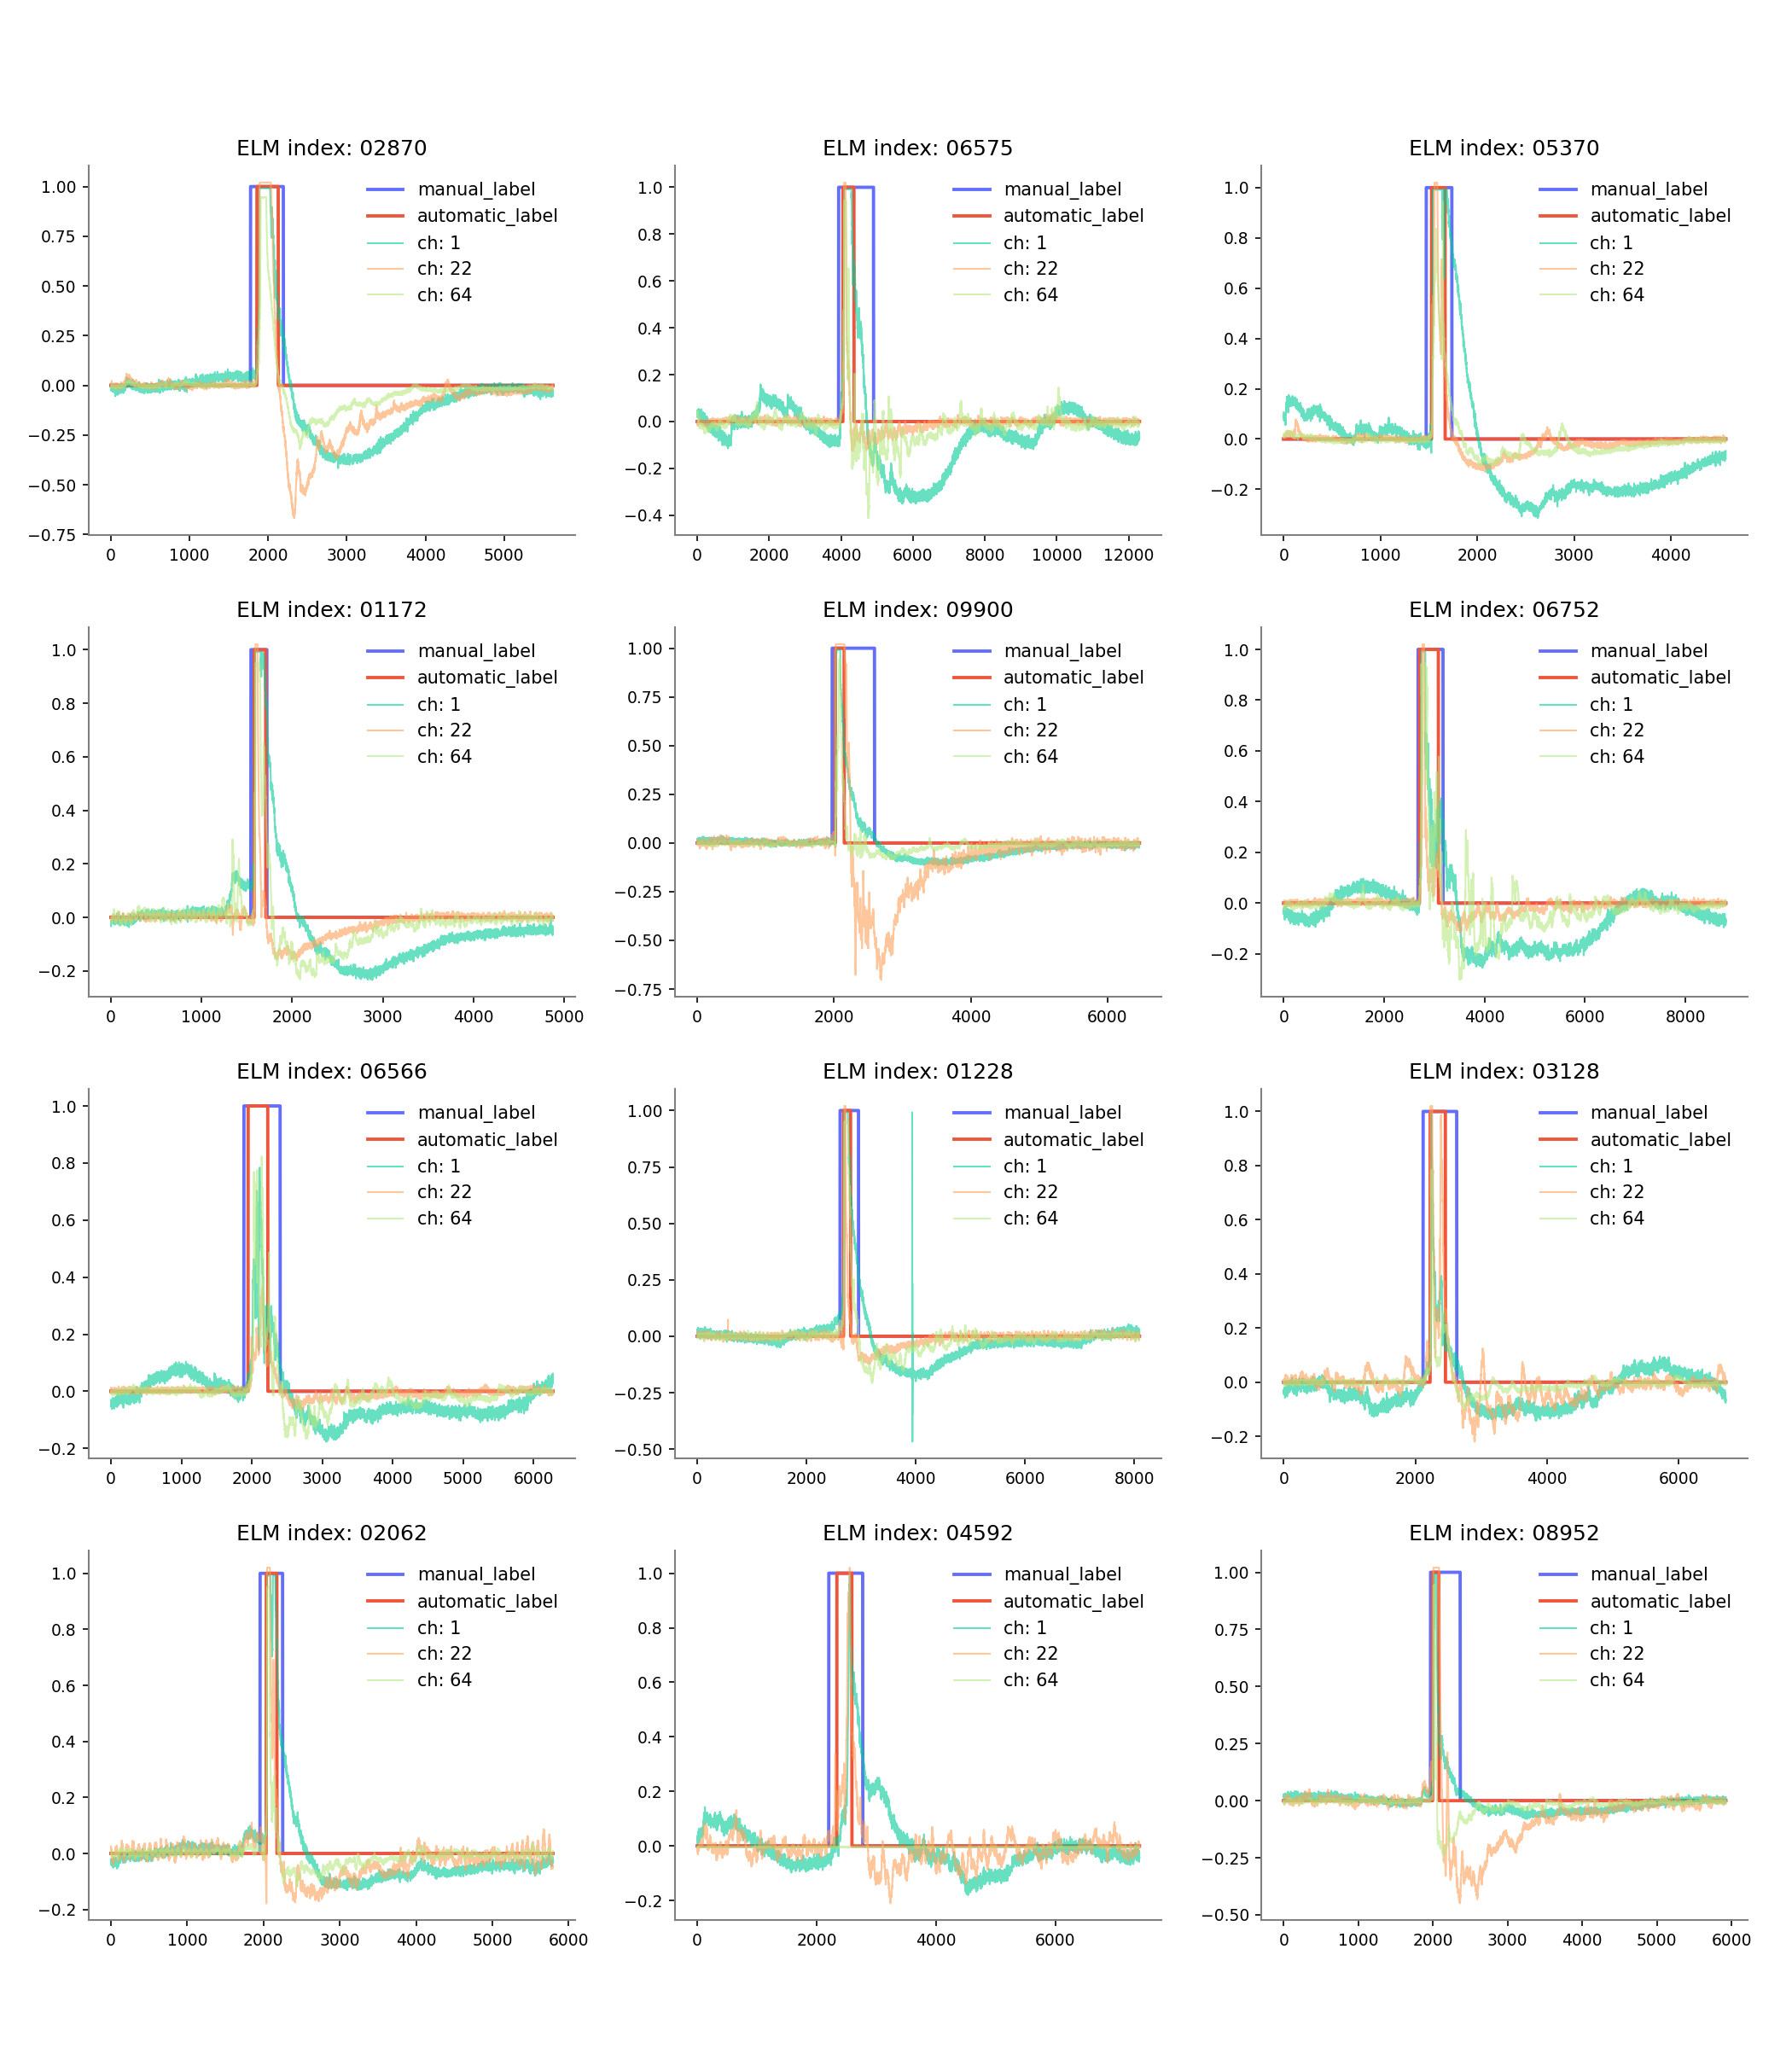 ELM index: 02870
1.00
0.75
0.50
0.25
0.00
−0.25
−0.50
−0.75
0 1000 2000 3000 4000 5000
manual_label
automatic_label
ch: 1
ch: 22
ch: 64
ELM index: 06575
1.0
0.8
0.6
0.4
0.2
0.0
−0.2
−0.4
0 2000 4000 6000 8000 10000 12000
manual_label
automatic_label
ch: 1
ch: 22
ch: 64
ELM index: 05370
1.0
0.8
0.6
0.4
0.2
0.0
−0.2
0 1000 2000 3000 4000
manual_label
automatic_label
ch: 1
ch: 22
ch: 64
ELM index: 01172
1.0
0.8
0.6
0.4
0.2
0.0
−0.2
0 1000 2000 3000 4000 5000
manual_label
automatic_label
ch: 1
ch: 22
ch: 64
ELM index: 09900
1.00
0.75
0.50
0.25
0.00
−0.25
−0.50
−0.75
0 2000 4000 6000
manual_label
automatic_label
ch: 1
ch: 22
ch: 64
ELM index: 06752
1.0
0.8
0.6
0.4
0.2
0.0
−0.2
0 2000 4000 6000 8000
manual_label
automatic_label
ch: 1
ch: 22
ch: 64
ELM index: 06566
1.0
0.8
0.6
0.4
0.2
0.0
−0.2
0 1000 2000 3000 4000 5000 6000
manual_label
automatic_label
ch: 1
ch: 22
ch: 64
ELM index: 01228
1.00
0.75
0.50
0.25
0.00
−0.25
−0.50
0 2000 4000 6000 8000
manual_label
automatic_label
ch: 1
ch: 22
ch: 64
ELM index: 03128
1.0
0.8
0.6
0.4
0.2
0.0
−0.2
0 2000 4000 6000
manual_label
automatic_label
ch: 1
ch: 22
ch: 64
ELM index: 02062
1.0
0.8
0.6
0.4
0.2
0.0
−0.2
0 1000 2000 3000 4000 5000 6000
manual_label
automatic_label
ch: 1
ch: 22
ch: 64
ELM index: 04592
1.0
0.8
0.6
0.4
0.2
0.0
−0.2
0 2000 4000 6000
manual_label
automatic_label
ch: 1
ch: 22
ch: 64
ELM index: 08952
1.00
0.75
0.50
0.25
0.00
−0.25
−0.50
0 1000 2000 3000 4000 5000 6000
manual_label
automatic_label
ch: 1
ch: 22
ch: 64